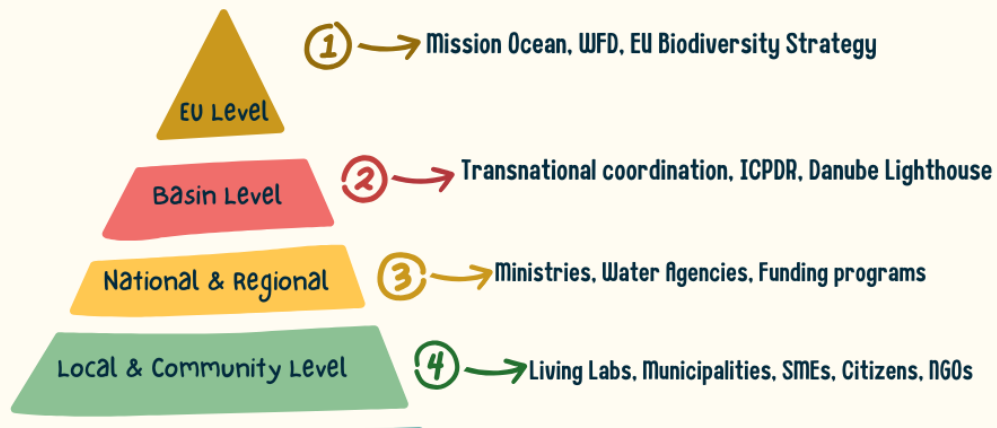 EU Level
1
Mission Ocean, WFD, EU Biodiversity Strategy
Basin Level
2
Transnational coordination, ICPDR, Danube Lighthouse
National & Regional
3
Ministries, Water Agencies, Funding programs
Local & Community Level
4
Living Labs, Municipalities, SMEs, Citizens, NGOs